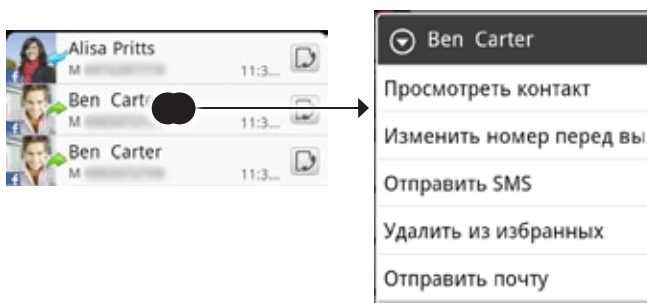 Alisa Pritts
M
11:3...
Ben Carte
M
11:3...
Ben Carter
M
11:3...
Ben Carter
Просмотреть контакт
Изменить номер перед вы
Отправить SMS
Удалить из избранных
Отправить почту